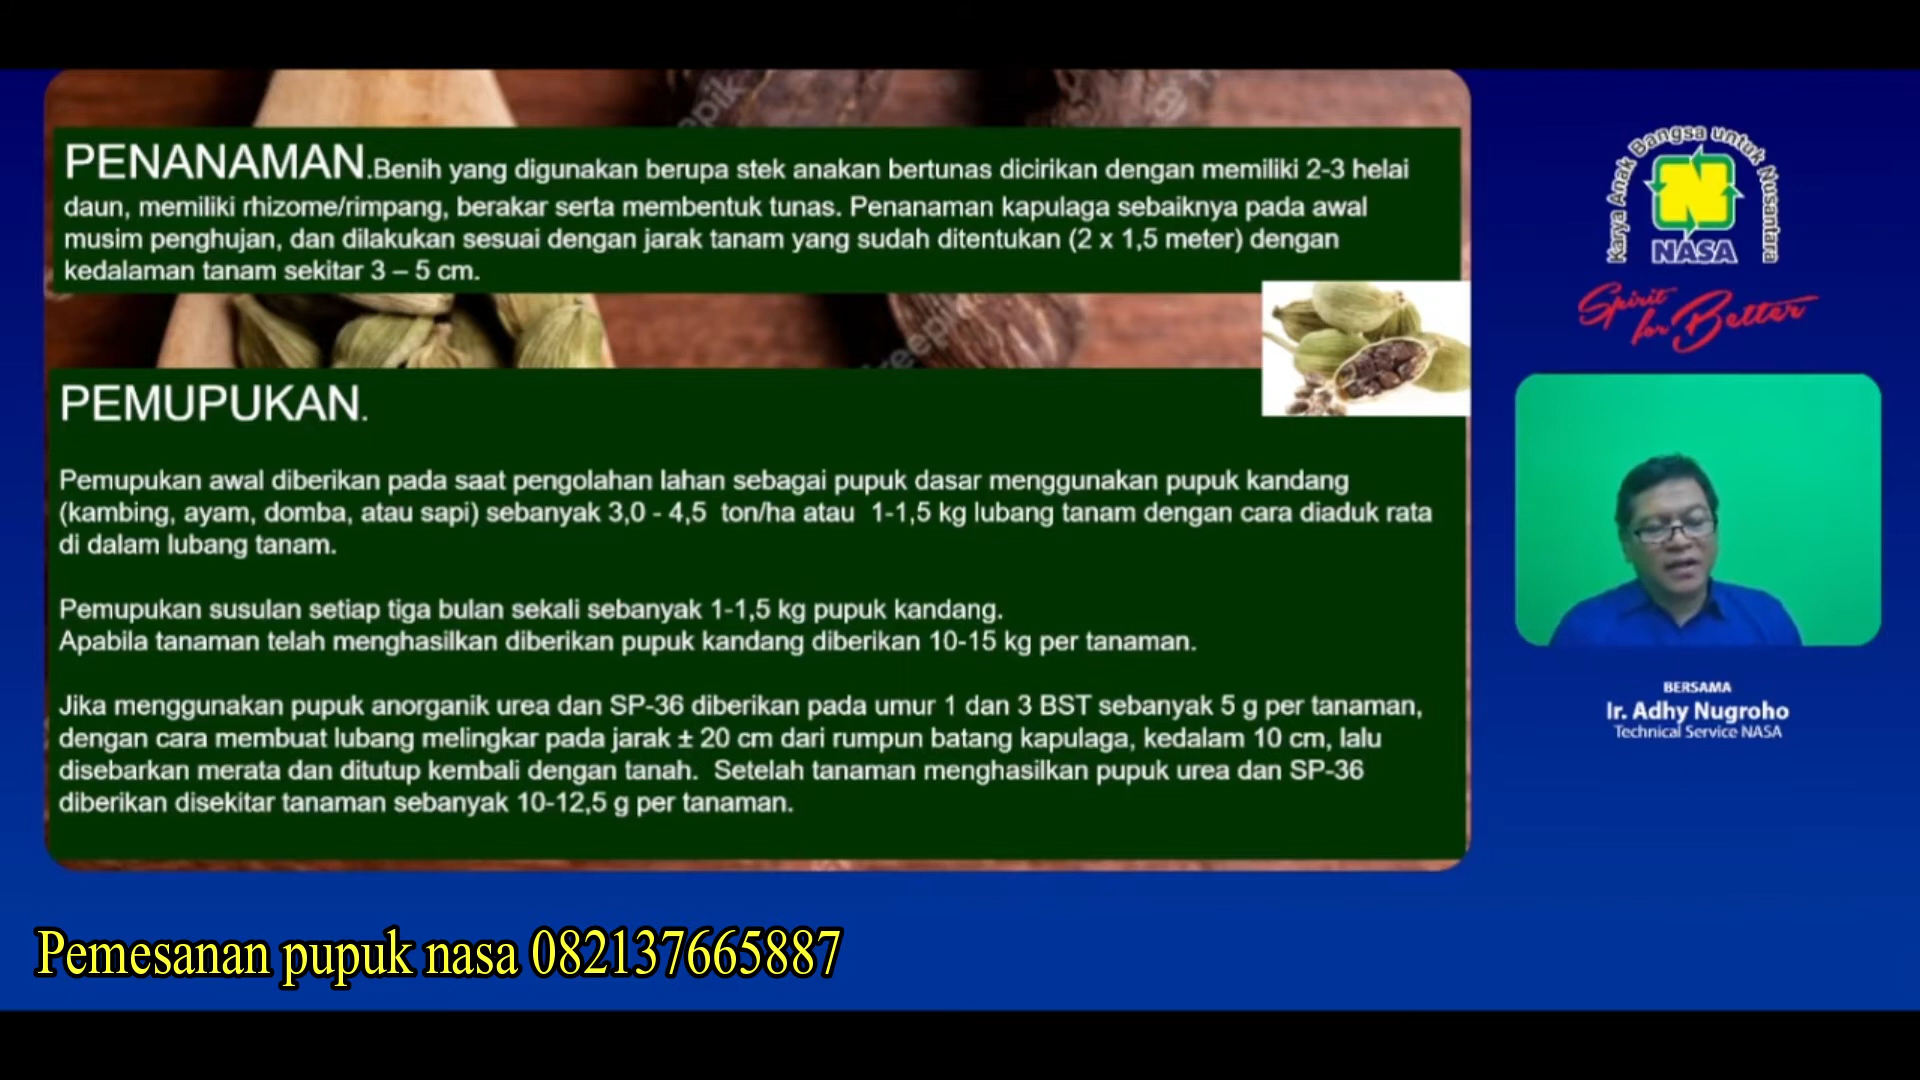 PENANAMAN.Benih yang digunakan berupa stek anakan bertunas dicirikan dengan memiliki 2-3 helai
daun, memiliki rhizome/rimpang, berakar serta membentuk tunas. Penanaman kapulaga sebaiknya pada awal
musim penghujan, dan dilakukan sesuai dengan jarak tanam yang sudah ditentukan (2 x 1,5 meter) dengan
kedalaman tanam sekitar 3 – 5 cm.
PEMUPUKAN.
Pemupukan awal diberikan pada saat pengolahan lahan sebagai pupuk dasar menggunakan pupuk kandang
(kambing, ayam, domba, atau sapi) sebanyak 3,0 - 4,5 ton/ha atau 1-1,5 kg lubang tanam dengan cara diaduk rata
di dalam lubang tanam.
Pemupukan susulan setiap tiga bulan sekali sebanyak 1-1,5 kg pupuk kandang.
Apabila tanaman telah menghasilkan diberikan pupuk kandang diberikan 10-15 kg per tanaman.
Jika menggunakan pupuk anorganik urea dan SP-36 diberikan pada umur 1 dan 3 BST sebanyak 5 g per tanaman,
dengan cara membuat lubang melingkar pada jarak ± 20 cm dari rumpun batang kapulaga, kedalam 10 cm, lalu
disebarkan merata dan ditutup kembali dengan tanah. Setelah tanaman menghasilkan pupuk urea dan SP-36
diberikan disekitar tanaman sebanyak 10-12,5 g per tanaman.
Karya Anak Bangsa untuk Nusantara
N
NASA
Spirit
for Better
BERSAMA
Ir. Adhy Nugroho
Technical Service NASA
Pemesanan pupuk nasa 082137665887